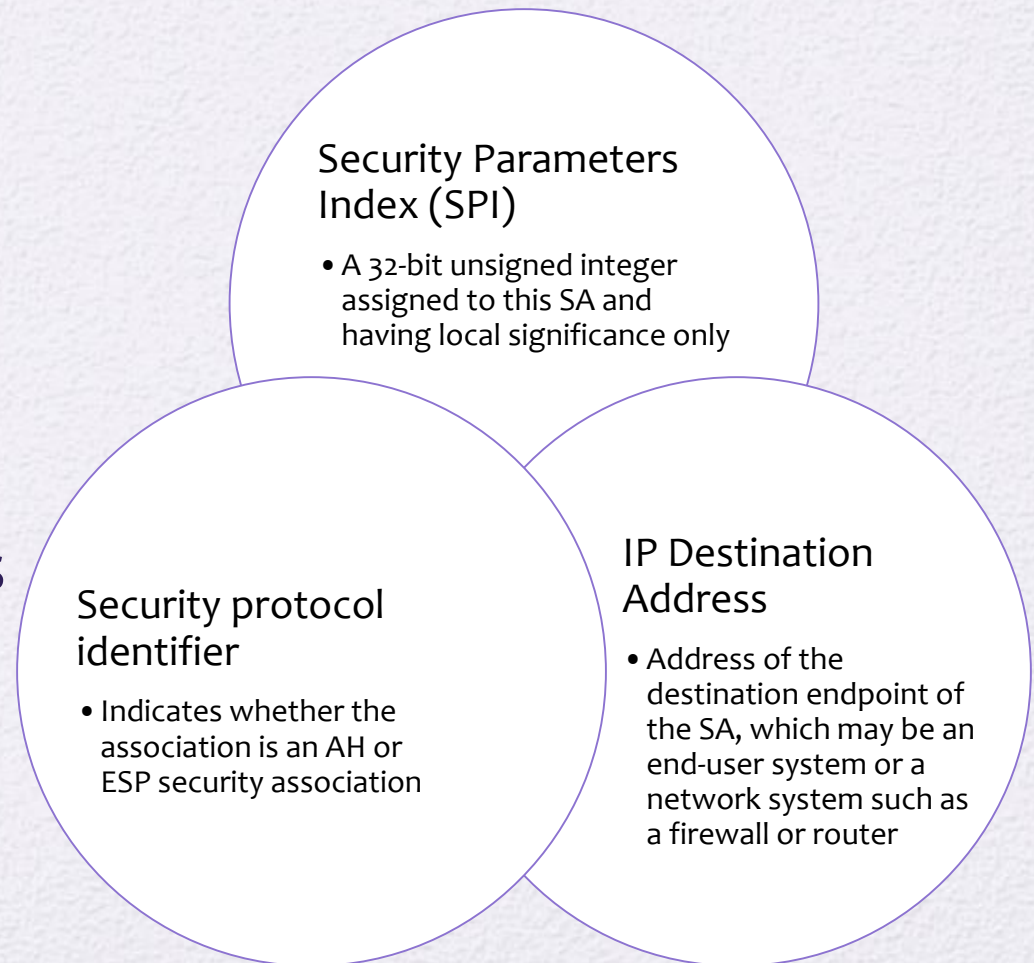 Security Parameters
Index (SPI)
• A 32-bit unsigned integer
assigned to this SA and
having local significance only
Security protocol
identifier
• Indicates whether the
association is an AH or
ESP security association
IP Destination
Address
• Address of the
destination endpoint of
the SA, which may be an
end-user system or a
network system such as
a firewall or router